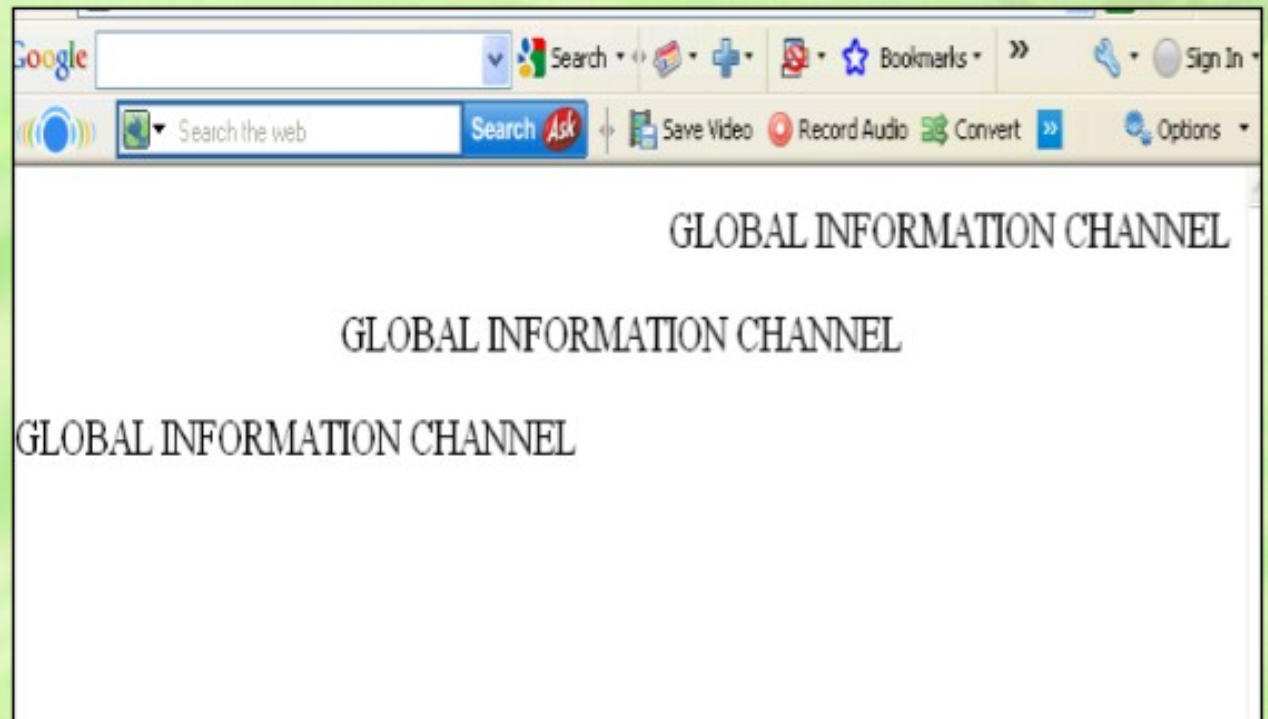 Google Search Bookmarks » Sign In
Search the web Search Ask Save Video Record Audio Convert » Options
GLOBAL INFORMATION CHANNEL
GLOBAL INFORMATION CHANNEL
GLOBAL INFORMATION CHANNEL